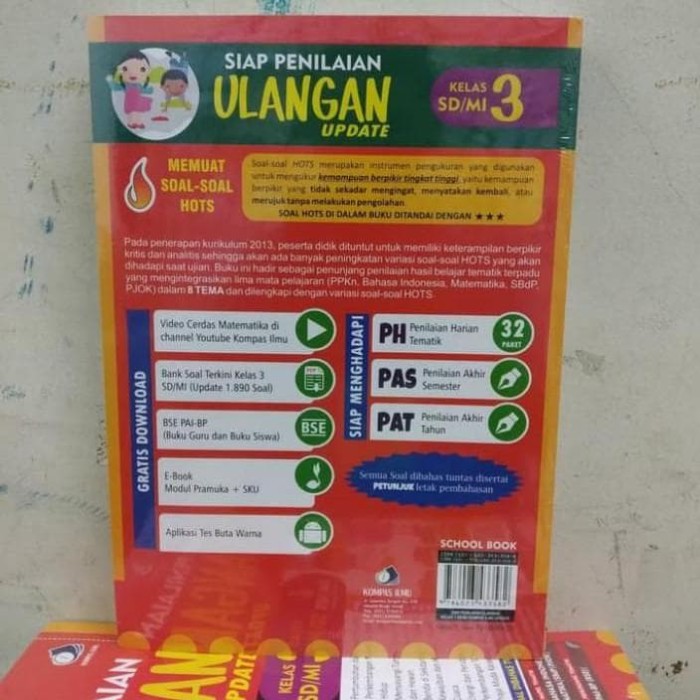 SIAP PENILAIAN
ULANGAN
UPDATE
KELAS
SD/MI 3
MEMUAT
SOAL-SOAL
HOTS
Soal-soal HOTS merupakan instrumen pengukuran yang digunakan
untuk mengukur kemampuan berpikir tingkat tinggi, yaitu kemampuan
berpikir yang tidak sekadar mengingat, menyatakan kembali, atau
merujuk tanpa melakukan pengolahan.
SOAL HOTS DI DALAM BUKU DITANDAI DENGAN ★★★
Pada penerapan kurikulum 2013, peserta didik dituntut untuk memiliki keterampilan berpikir
kritis dan analitis sehingga akan ada banyak peningkatan variasi soal-soal HOTS yang akan
dihadapi saat ujian. Buku ini hadir sebagai penunjang penilaian hasil belajar tematik terpadu
yang mengintegrasikan lima mata pelajaran (PPKn, Bahasa Indonesia, Matematika, SBdP,
PJOK) dalam 8 TEMA dan dilengkapi dengan variasi soal-soal HOTS.
GRATIS DOWNLOAD
Video Cerdas Matematika di
channel Youtube Kompas Ilmu
Bank Soal Terkini Kelas 3
SD/MI (Update 1.890 Soal)
BSE PAI-BP
(Buku Guru dan Buku Siswa)
BSE
E-Book
Modul Pramuka + SKU
Aplikasi Tes Buta Warna
SIAP MENGHADAPI
PH Penilaian Harian
Tematik
32
PAKET
PAS Penilaian Akhir
Semester
PAT Penilaian Akhir
Tahun
Semua Soal dibahas tuntas disertai
PETUNJUK letak pembahasan
SCHOOL BOOK
KOMPAS ILMU
LAIAN
AN
UPDATE
KELAS
SD/MI